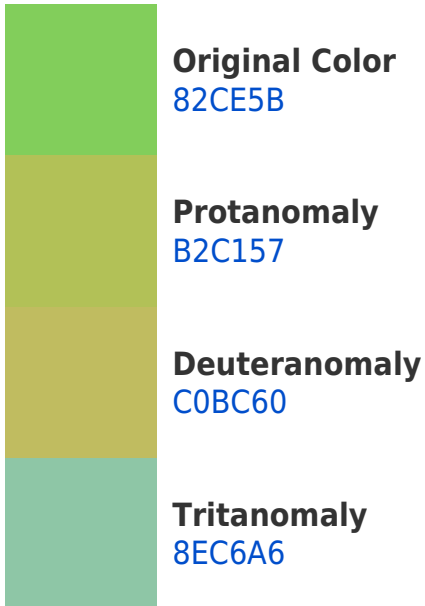 Original Color
82CE5B
Protanomaly
B2C157
Deuteranomaly
C0BC60
Tritanomaly
8EC6A6